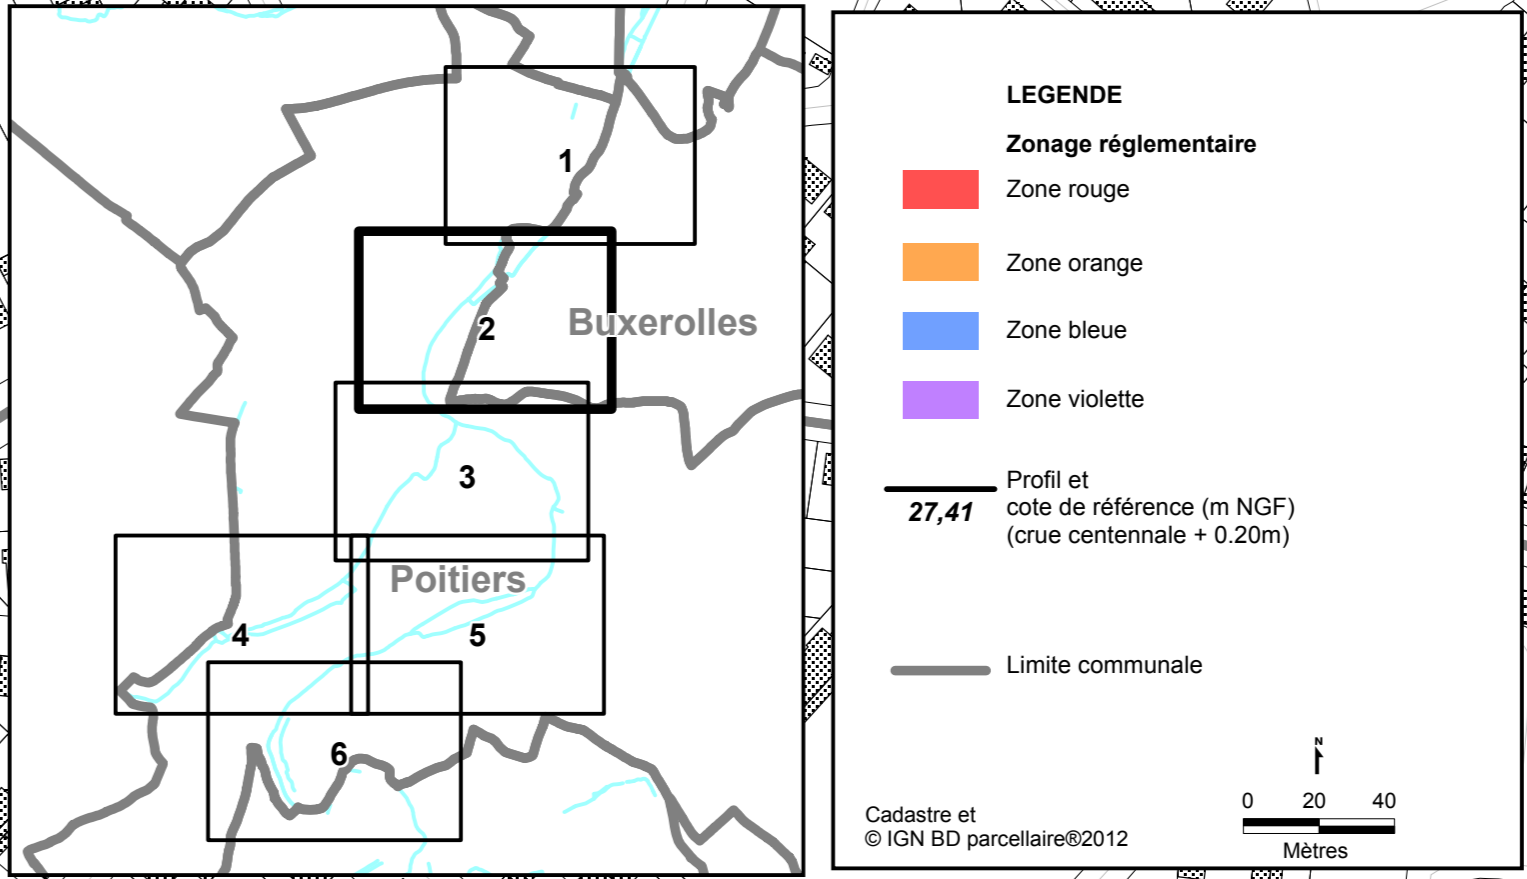 1
2
Buxerolles
3
Poitiers
4
5
6
LEGENDE
Zonage réglementaire
Zone rouge
Zone orange
Zone bleue
Zone violette
Profil et
27,41 cote de référence (m NGF)
(crue centennale + 0.20m)
Limite communale
N
0 20 40
Mètres
Cadastre et
© IGN BD parcellaire®2012